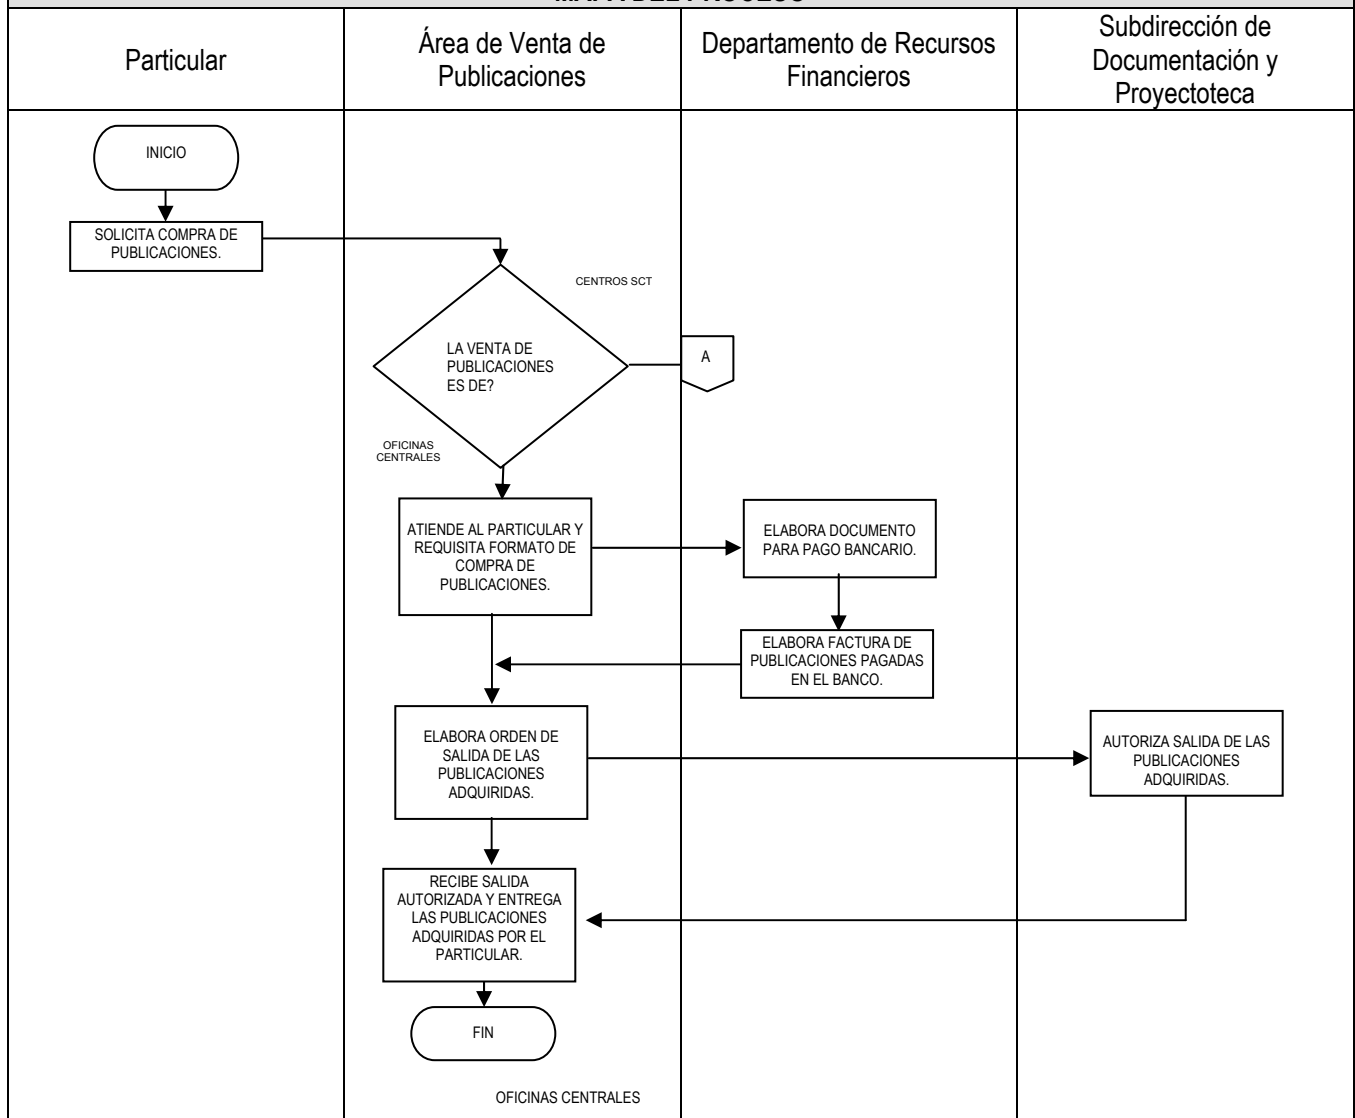 MAPA DEL PROCESO
Particular
Área de Venta de
Publicaciones
Departamento de Recursos
Financieros
Subdirección de
Documentación y
Proyectoteca
INICIO
SOLICITA COMPRA DE
PUBLICACIONES.
CENTROS SCT
LA VENTA DE
PUBLICACIONES
ES DE?
A
OFICINAS
CENTRALES
ATIENDE AL PARTICULAR Y
REQUISITA FORMATO DE
COMPRA DE
PUBLICACIONES.
ELABORA DOCUMENTO
PARA PAGO BANCARIO.
ELABORA FACTURA DE
PUBLICACIONES PAGADAS
EN EL BANCO.
ELABORA ORDEN DE
SALIDA DE LAS
PUBLICACIONES
ADQUIRIDAS.
AUTORIZA SALIDA DE LAS
PUBLICACIONES
ADQUIRIDAS.
RECIBE SALIDA
AUTORIZADA Y ENTREGA
LAS PUBLICACIONES
ADQUIRIDAS POR EL
PARTICULAR.
FIN
OFICINAS CENTRALES